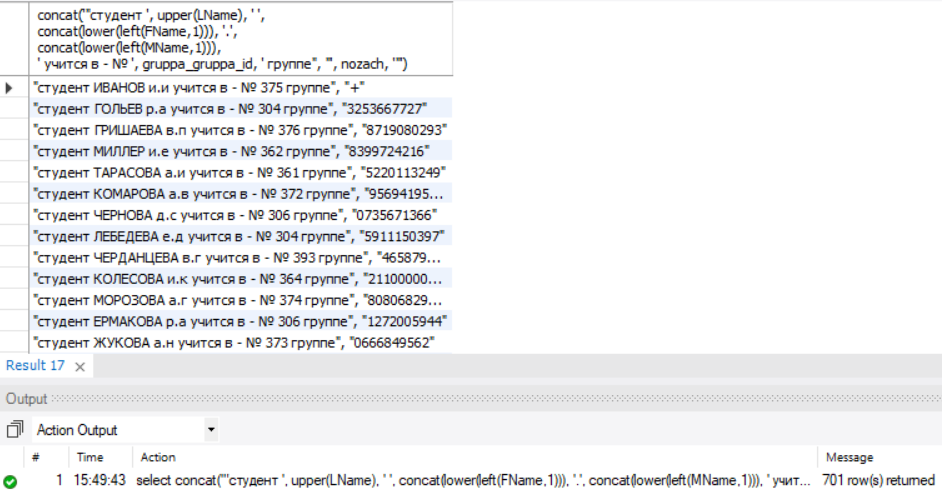 concat('"студент ', upper(LName), ' ',
concat(lower(left(FName,1))), '.',
concat(lower(left(MName,1))),
' учится в - № ', gruppa_gruppa_id, ' группе", "', nozach, '"')
"студент ИВАНОВ и.и учится в - № 375 группе", "+"
"студент ГОЛЬЕВ р.а учится в - № 304 группе", "3253667727"
"студент ГРИШАЕВА в.п учится в - № 376 группе", "8719080293"
"студент МИЛЛЕР и.е учится в - № 362 группе", "8399724216"
"студент ТАРАСОВА а.и учится в - № 361 группе", "5220113249"
"студент КОМАРОВА а.в учится в - № 372 группе", "95694195...
"студент ЧЕРНОВА д.с учится в - № 306 группе", "0735671366"
"студент ЛЕБЕДЕВА е.д учится в - № 304 группе", "5911150397"
"студент ЧЕРДАНЦЕВА в.г учится в - № 393 группе", "465879...
"студент КОЛЕСОВА и.к учится в - № 364 группе", "21100000...
"студент МОРОЗОВА а.г учится в - № 374 группе", "80806829...
"студент ЕРМАКОВА р.а учится в - № 306 группе", "1272005944"
"студент ЖУКОВА а.н учится в - № 373 группе", "0666849562"
Result 17
Output
Action Output
# Time Action Message
1 15:49:43 select concat('"студент ', upper(LName), ' ', concat(lower(left(FName,1))), '.', concat(lower(left(MName,1))), ' учит... 701 row(s) returned